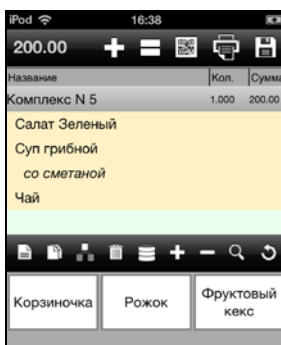 iPod 16:38
200.00
Название Кол. Сумма
Комплекс N 5 1.000 200.00
Салат Зеленый
Суп грибной
со сметаной
Чай
Корзиночка Рожок Фруктовый
кекс